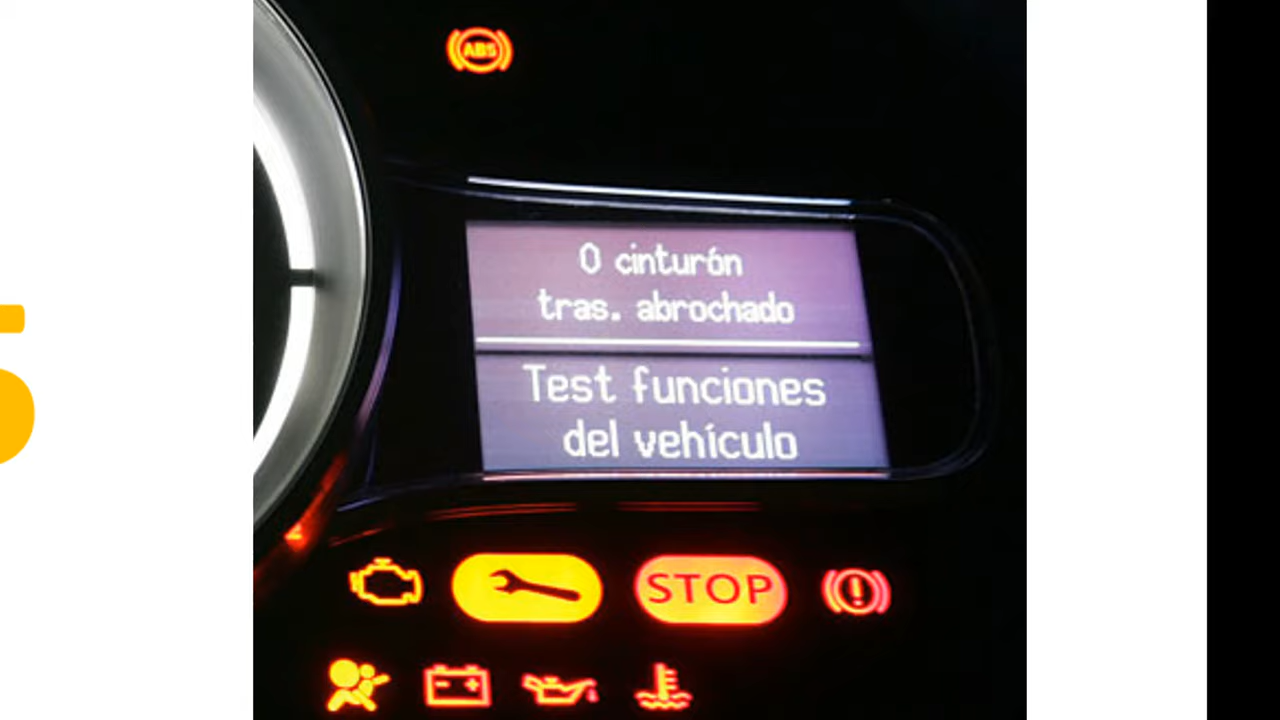 ABS
0 cinturón
tras. abrochado
Test funciones
del vehículo
STOP